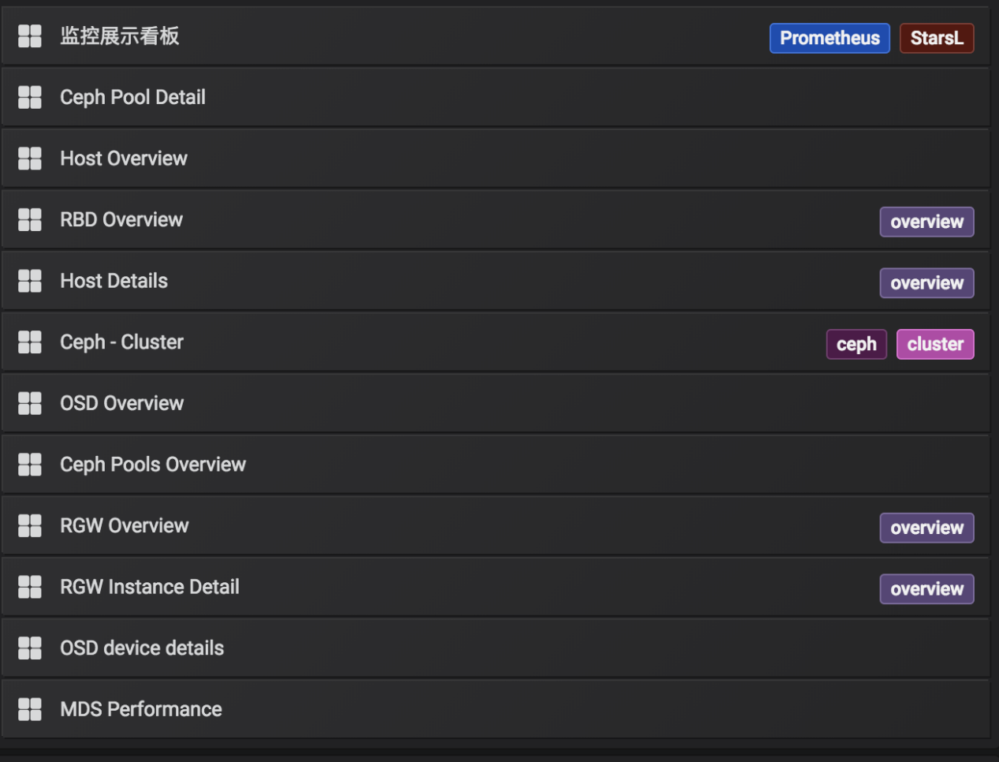 监控展示看板 Prometheus StarsL
Ceph Pool Detail
Host Overview
RBD Overview overview
Host Details overview
Ceph - Cluster ceph cluster
OSD Overview
Ceph Pools Overview
RGW Overview overview
RGW Instance Detail overview
OSD device details
MDS Performance